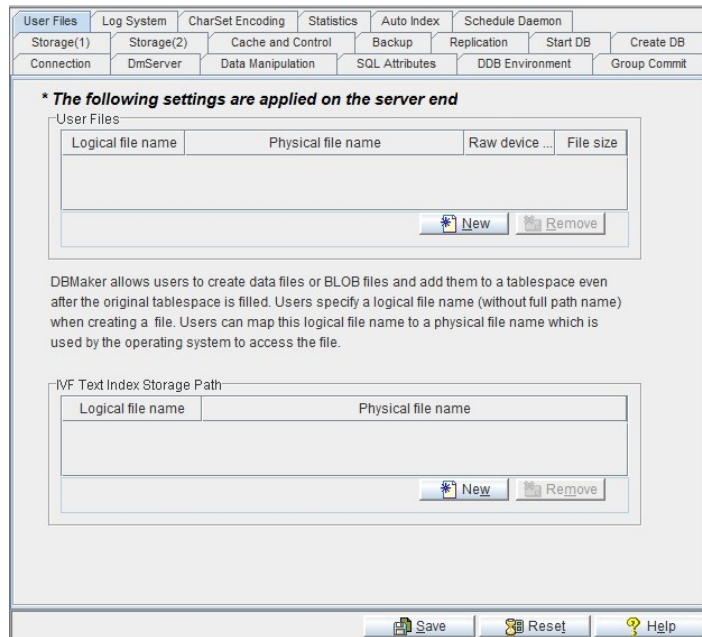 User Files Log System CharSet Encoding Statistics Auto Index Schedule Daemon
Storage(1) Storage(2) Cache and Control Backup Replication Start DB Create DB
Connection DmServer Data Manipulation SQL Attributes DDB Environment Group Commit
* The following settings are applied on the server end
User Files
Logical file name Physical file name Raw device ... File size
New Remove
DBMaker allows users to create data files or BLOB files and add them to a tablespace even
after the original tablespace is filled. Users specify a logical file name (without full path name)
when creating a file. Users can map this logical file name to a physical file name which is
used by the operating system to access the file.
IVF Text Index Storage Path
Logical file name Physical file name
New Remove
Save Reset Help